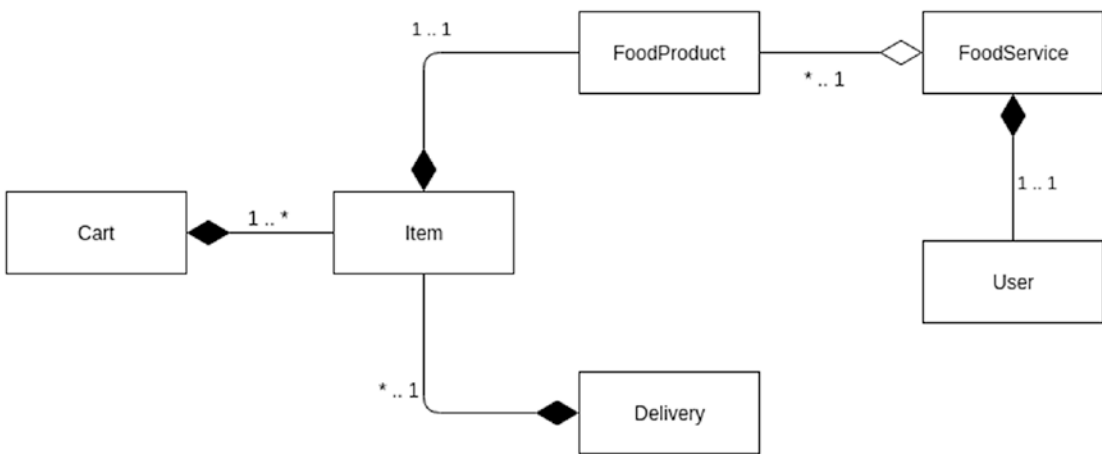 1 .. 1
FoodProduct
* .. 1
FoodService
1 .. 1
Cart
1 .. *
Item
User
* .. 1
Delivery